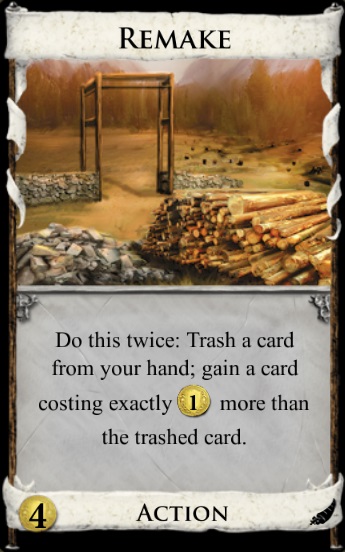 REMAKE
Do this twice: Trash a card
from your hand; gain a card
costing exactly 1 more than
the trashed card.
4 ACTION